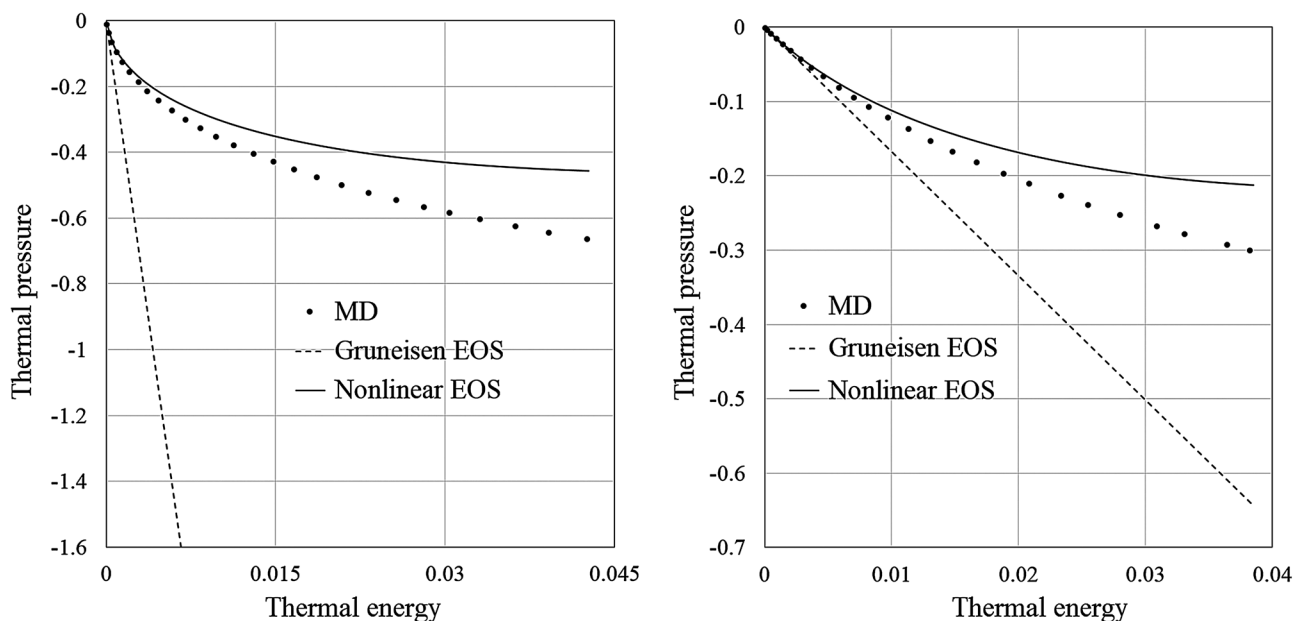 0
-0.2
-0.4
-0.6
-0.8
-1
-1.2
-1.4
-1.6
Thermal pressure
MD
Gruneisen EOS
Nonlinear EOS
0 0.015 0.03 0.045
Thermal energy
0
-0.1
-0.2
-0.3
-0.4
-0.5
-0.6
-0.7
Thermal pressure
MD
Gruneisen EOS
Nonlinear EOS
0 0.01 0.02 0.03 0.04
Thermal energy